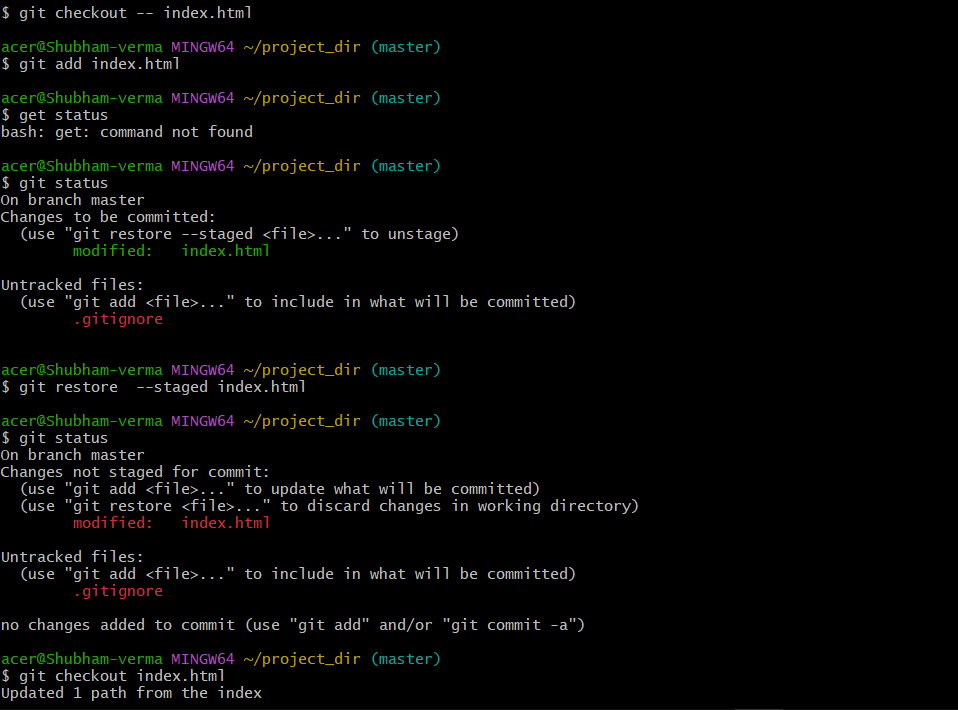 $ git checkout -- index.html
acer@Shubham-verma MINGW64 ~/project_dir (master)
$ git add index.html
acer@Shubham-verma MINGW64 ~/project_dir (master)
$ get status
bash: get: command not found
acer@Shubham-verma MINGW64 ~/project_dir (master)
$ git status
On branch master
Changes to be committed:
  (use "git restore --staged <file>..." to unstage)
        modified:   index.html
Untracked files:
  (use "git add <file>..." to include in what will be committed)
        .gitignore
acer@Shubham-verma MINGW64 ~/project_dir (master)
$ git restore  --staged index.html
acer@Shubham-verma MINGW64 ~/project_dir (master)
$ git status
On branch master
Changes not staged for commit:
  (use "git add <file>..." to update what will be committed)
  (use "git restore <file>..." to discard changes in working directory)
        modified:   index.html
Untracked files:
  (use "git add <file>..." to include in what will be committed)
        .gitignore
no changes added to commit (use "git add" and/or "git commit -a")
acer@Shubham-verma MINGW64 ~/project_dir (master)
$ git checkout index.html
Updated 1 path from the index